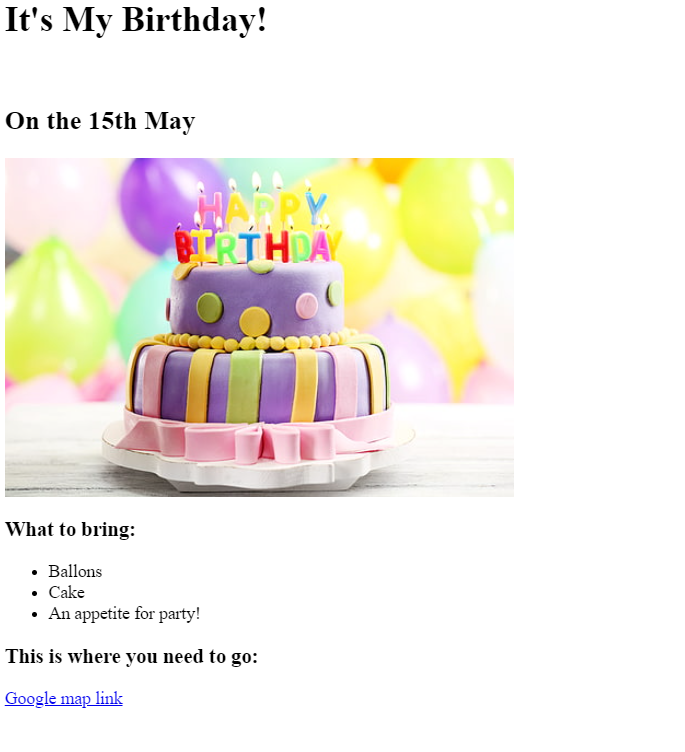 It's My Birthday!
On the 15th May
HAPPY
BIRTHDAY
What to bring:
Ballons
Cake
An appetite for party!
This is where you need to go:
Google map link